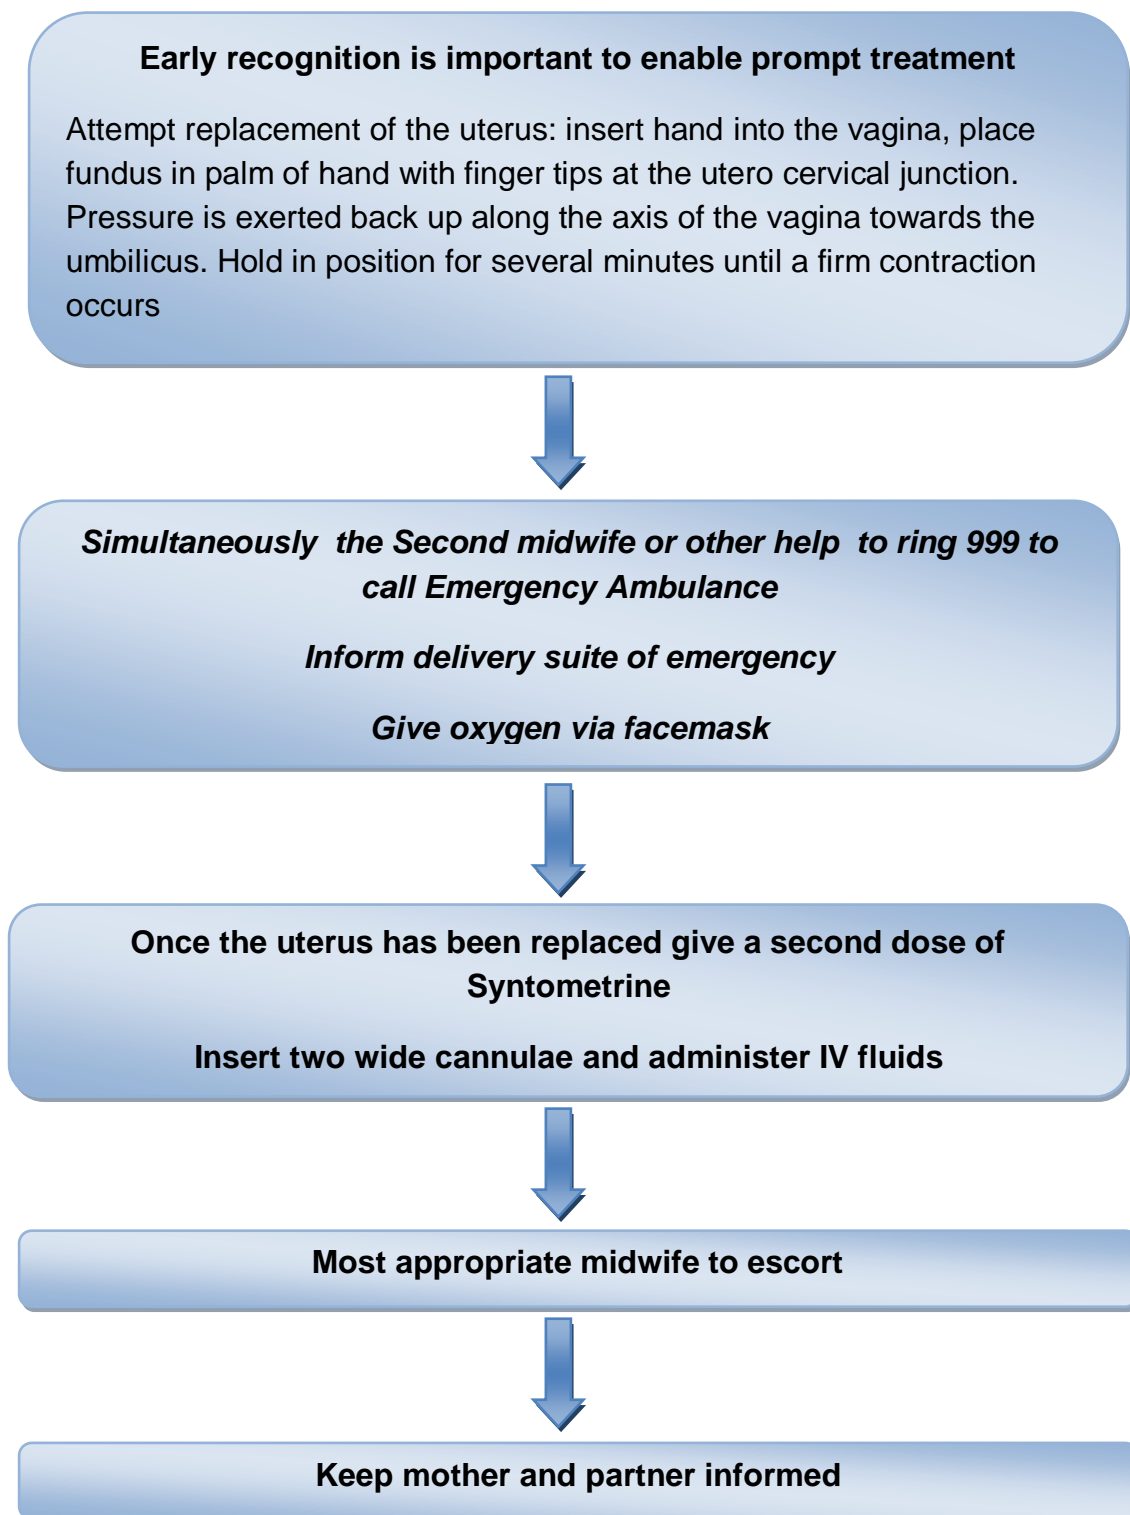 Early recognition is important to enable prompt treatment
Attempt replacement of the uterus: insert hand into the vagina, place
fundus in palm of hand with finger tips at the utero cervical junction.
Pressure is exerted back up along the axis of the vagina towards the
umbilicus. Hold in position for several minutes until a firm contraction
occurs
Simultaneously  the Second midwife or other help  to ring 999 to
call Emergency Ambulance
Inform delivery suite of emergency
Give oxygen via facemask
Once the uterus has been replaced give a second dose of
Syntometrine
Insert two wide cannulae and administer IV fluids
Most appropriate midwife to escort
Keep mother and partner informed